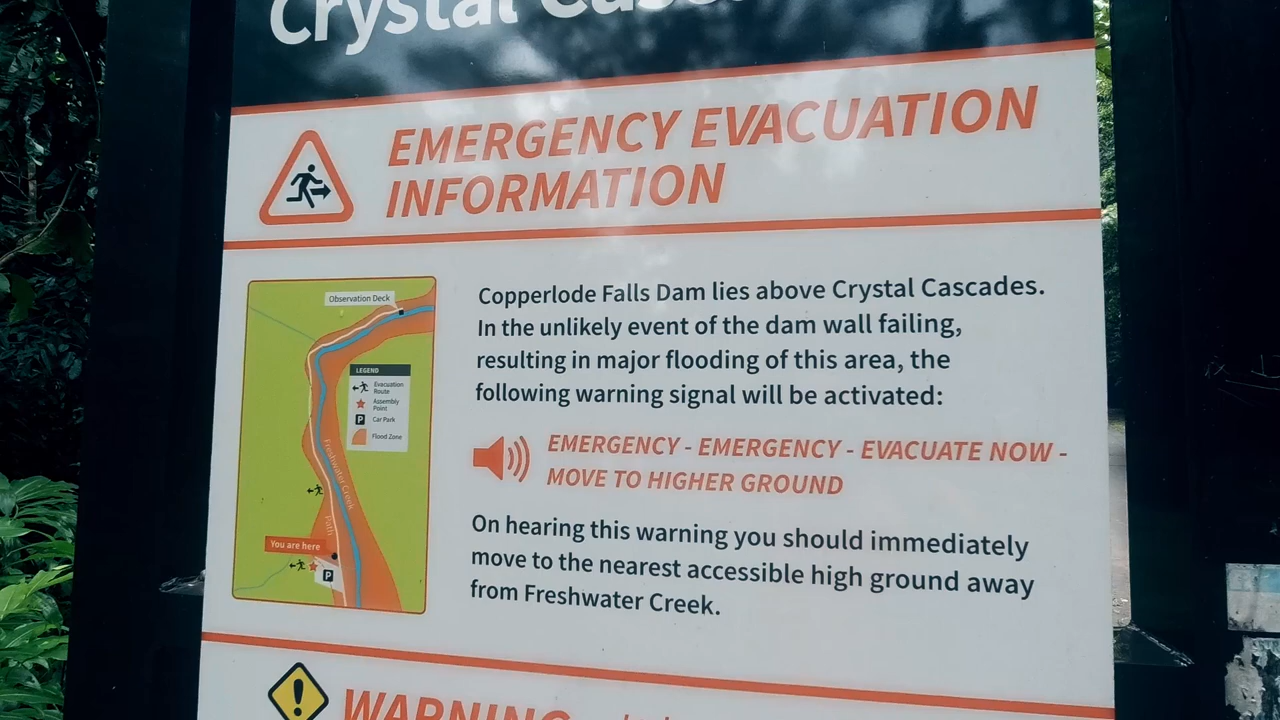 Crystal
EMERGENCY EVACUATION
INFORMATION
Observation Deck
LEGEND
Evacuation
Route
Assembly
Point
P
Car Park
Flood Zone
Freshwater Creek
Path
You are here
P
Copperlode Falls Dam lies above Crystal Cascades.
In the unlikely event of the dam wall failing,
resulting in major flooding of this area, the
following warning signal will be activated:
EMERGENCY - EMERGENCY - EVACUATE NOW -
MOVE TO HIGHER GROUND
On hearing this warning you should immediately
move to the nearest accessible high ground away
from Freshwater Creek.
WARNING